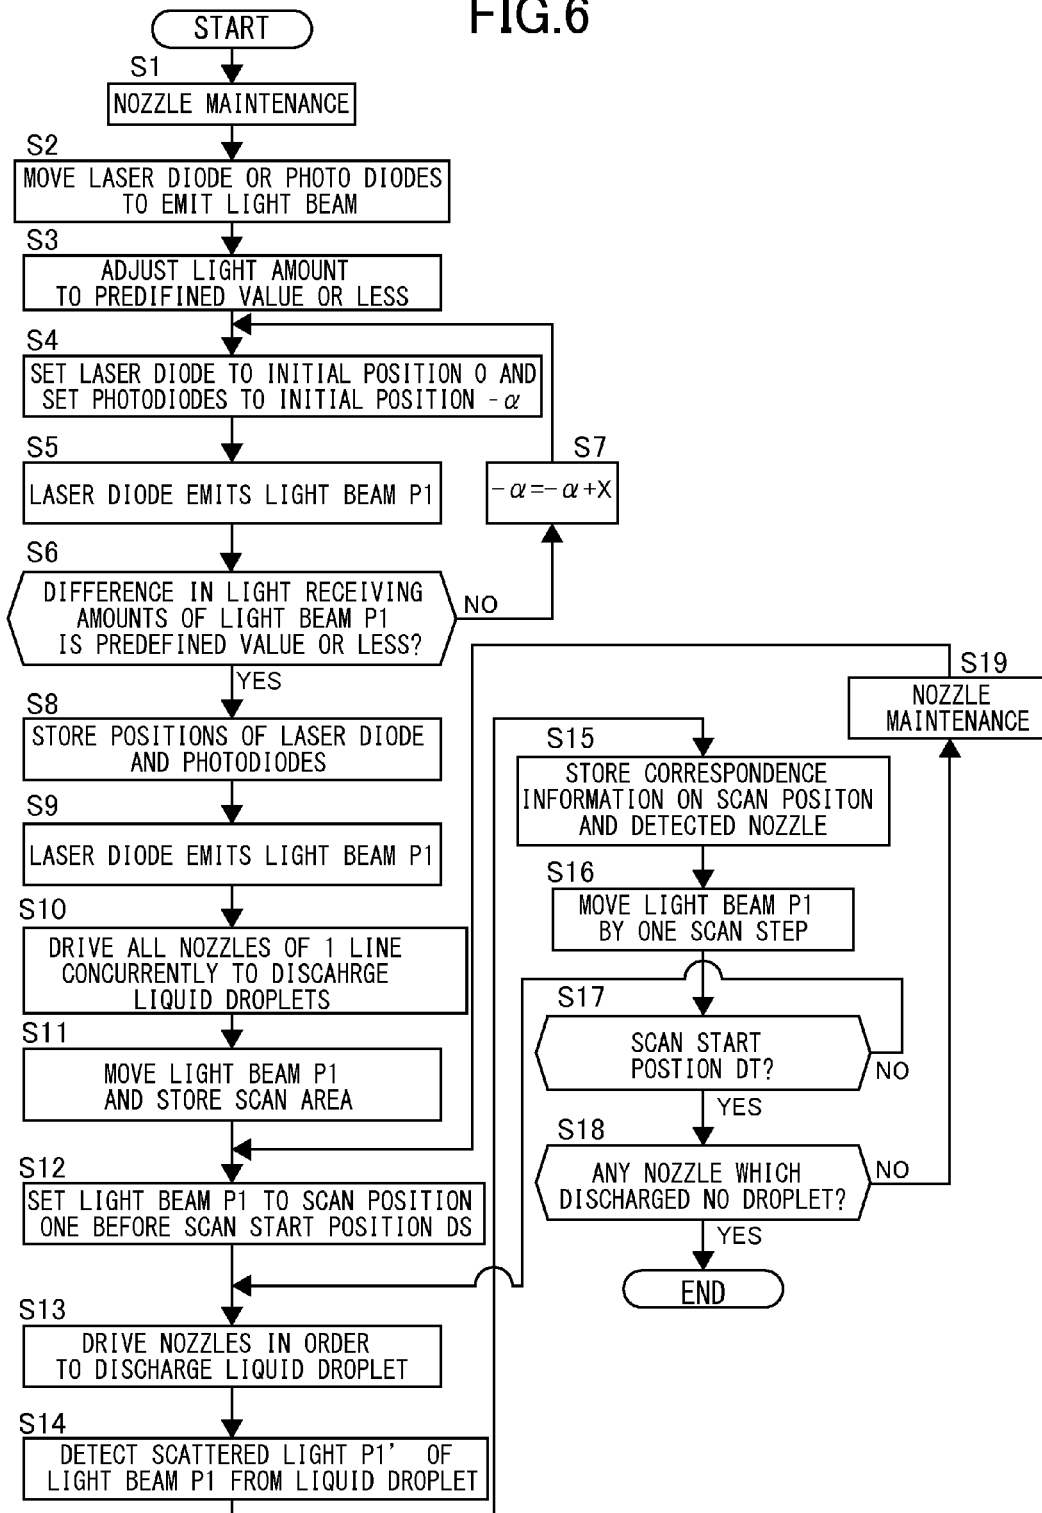 FIG.6
START
S1
NOZZLE MAINTENANCE
S2
MOVE LASER DIODE OR PHOTO DIODES
TO EMIT LIGHT BEAM
S3
ADJUST LIGHT AMOUNT
TO PREDIFINED VALUE OR LESS
S4
SET LASER DIODE TO INITIAL POSITION 0 AND
SET PHOTODIODES TO INITIAL POSITION -α
S5
LASER DIODE EMITS LIGHT BEAM P1
S7
-α=-α+X
S6
DIFFERENCE IN LIGHT RECEIVING
AMOUNTS OF LIGHT BEAM P1
IS PREDEFINED VALUE OR LESS?
NO
YES
S8
STORE POSITIONS OF LASER DIODE
AND PHOTODIODES
S9
LASER DIODE EMITS LIGHT BEAM P1
S10
DRIVE ALL NOZZLES OF 1 LINE
CONCURRENTLY TO DISCAHRGE
LIQUID DROPLETS
S11
MOVE LIGHT BEAM P1
AND STORE SCAN AREA
S12
SET LIGHT BEAM P1 TO SCAN POSITION
ONE BEFORE SCAN START POSITION DS
S13
DRIVE NOZZLES IN ORDER
TO DISCHARGE LIQUID DROPLET
S14
DETECT SCATTERED LIGHT P1' OF
LIGHT BEAM P1 FROM LIQUID DROPLET
S15
STORE CORRESPONDENCE
INFORMATION ON SCAN POSITON
AND DETECTED NOZZLE
S16
MOVE LIGHT BEAM P1
BY ONE SCAN STEP
S17
SCAN START
POSTION DT?
NO
YES
S18
ANY NOZZLE WHICH
DISCHARGED NO DROPLET?
NO
YES
S19
NOZZLE
MAINTENANCE
END